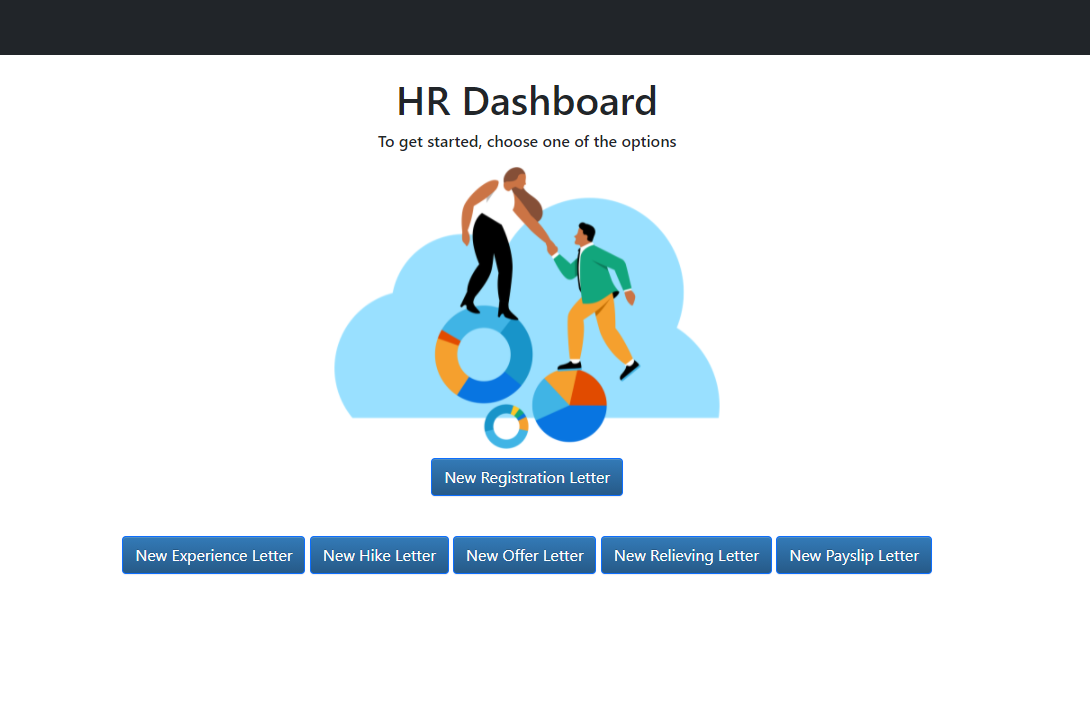 HR Dashboard
To get started, choose one of the options
New Registration Letter
New Experience Letter New Hike Letter New Offer Letter New Relieving Letter New Payslip Letter